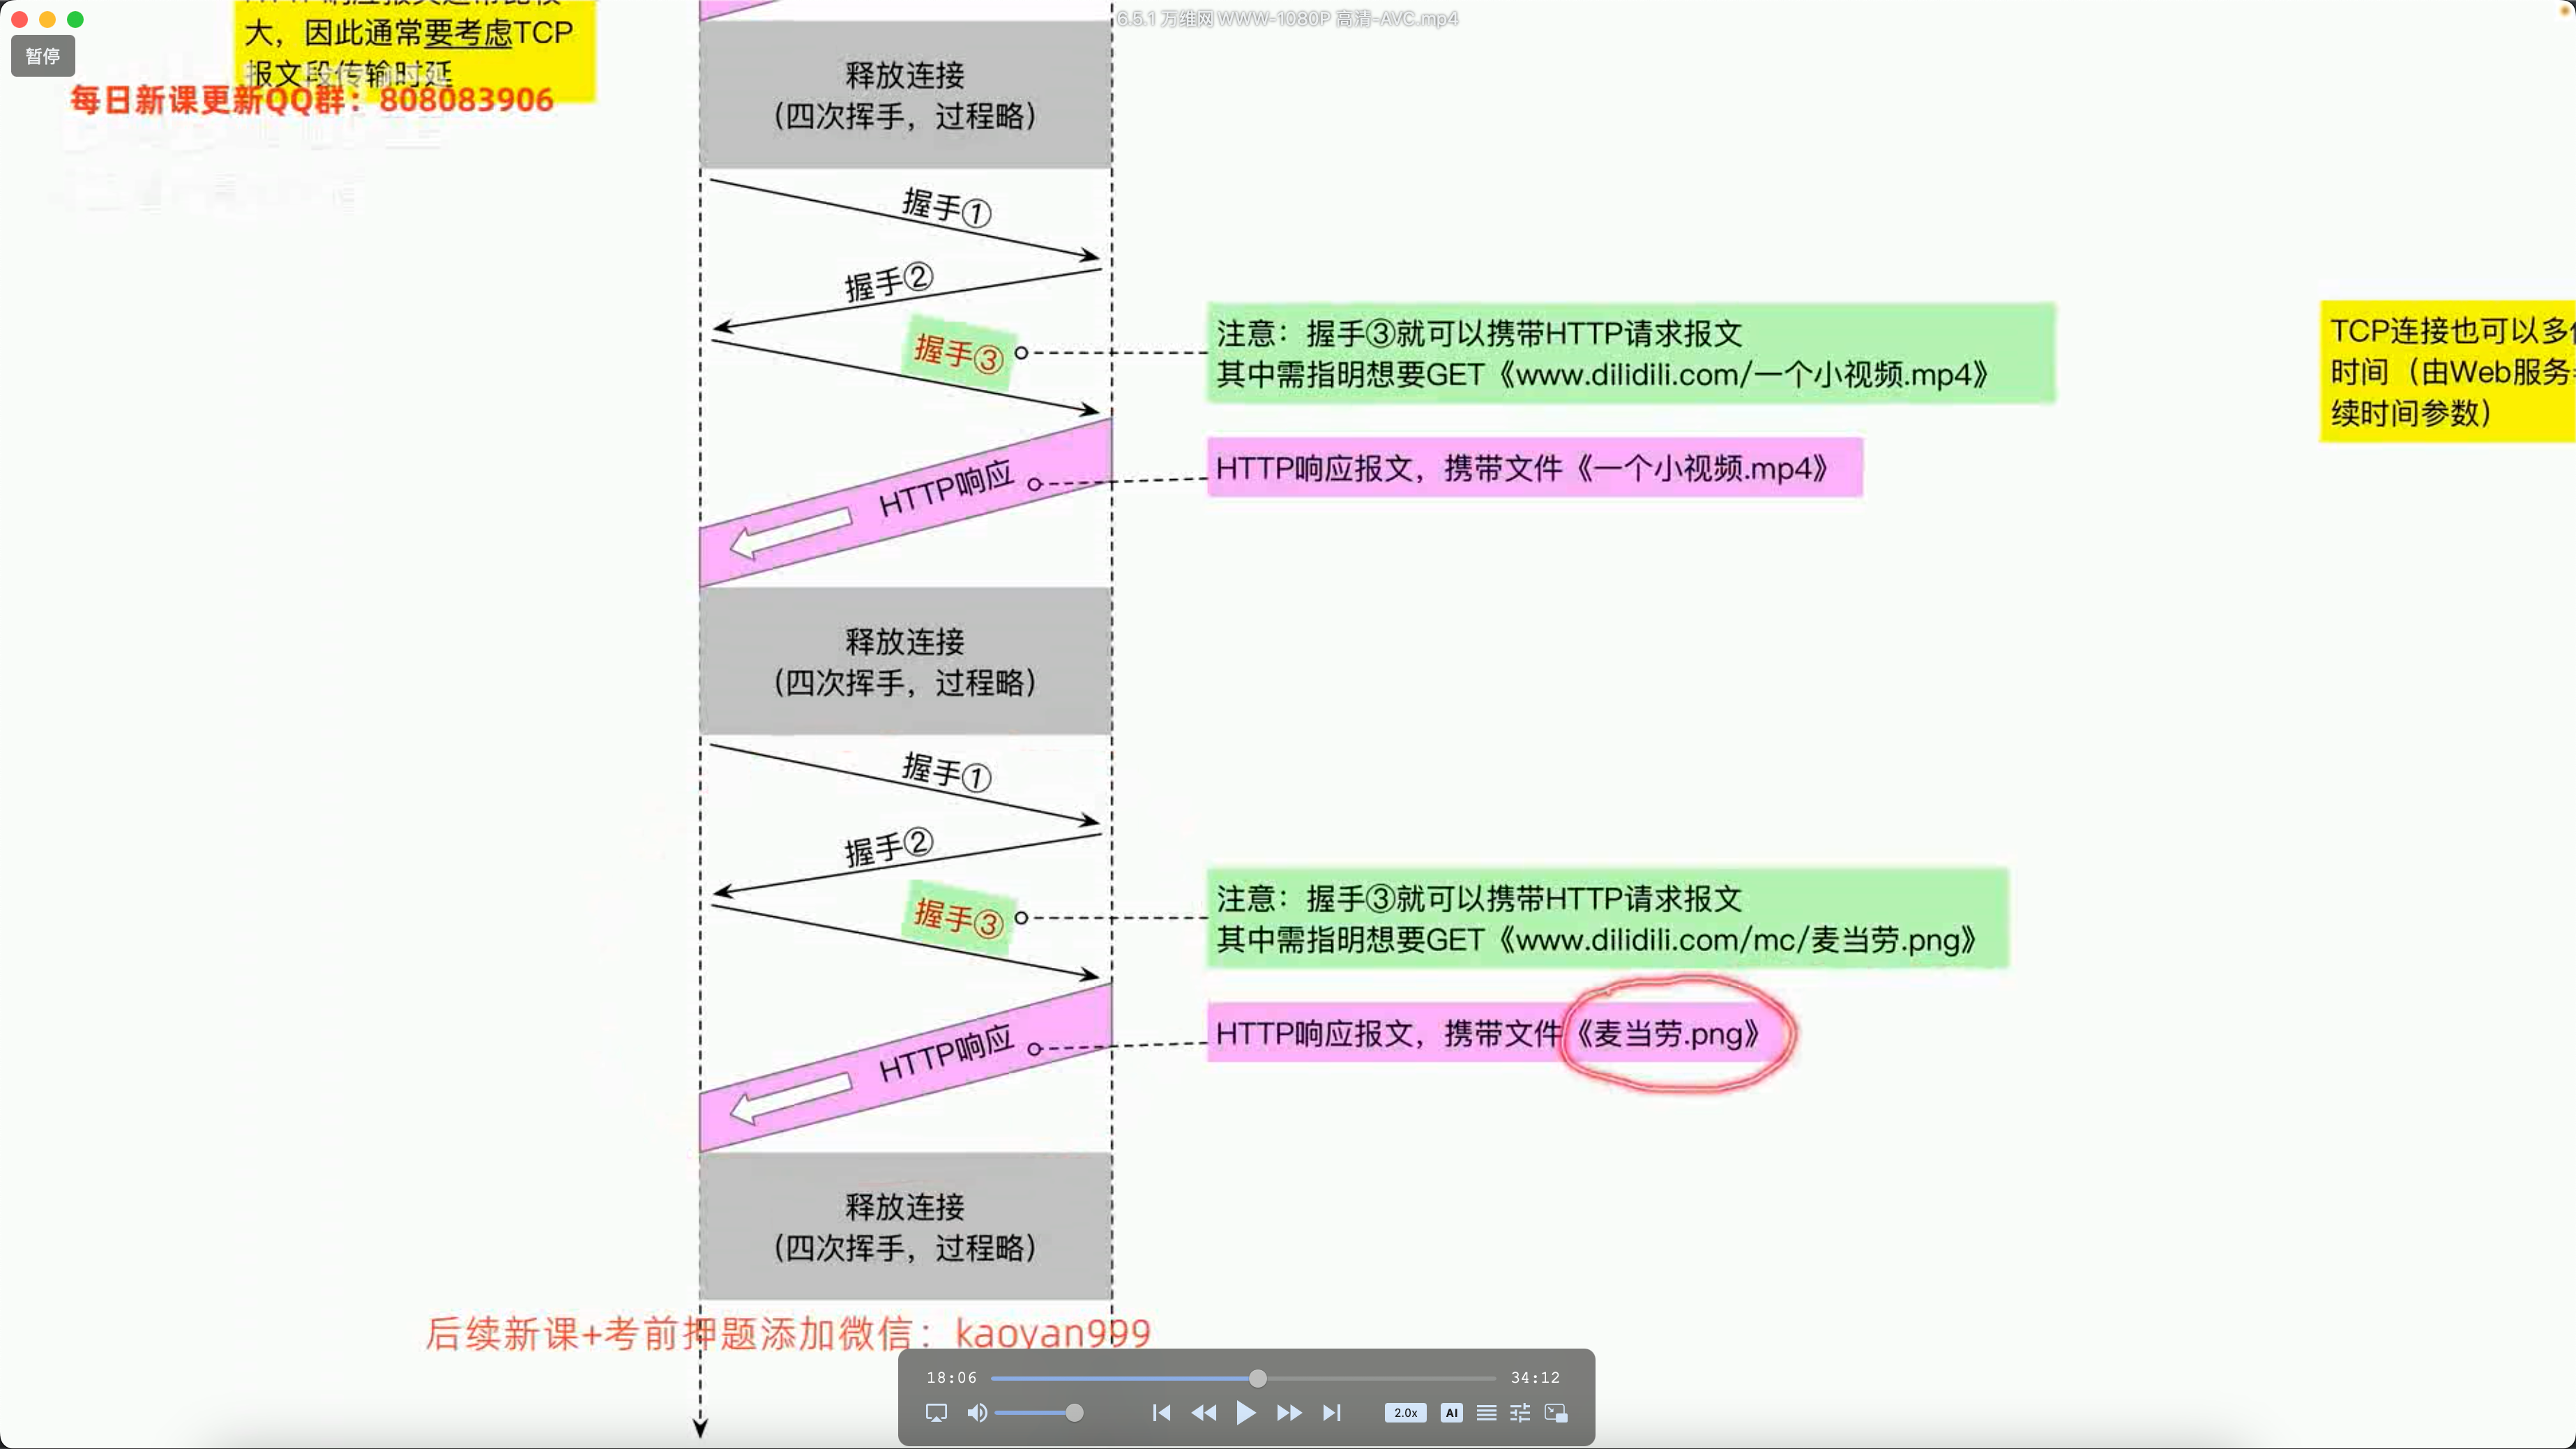 6.5.1 万维网WWW-1080P 高清-AVC.mp4
大，因此通常要考虑TCP
报文段传输时延
暂停
每日新课更新QQ群：808083906
释放连接
（四次挥手，过程略）
握手①
握手②
握手③
注意：握手③就可以携带HTTP请求报文
其中需指明想要GET《www.dilidili.com/一个小视频.mp4》
TCP连接也可以多
时间（由Web服务
续时间参数）
HTTP响应
HTTP响应报文，携带文件《一个小视频.mp4》
释放连接
（四次挥手，过程略）
握手①
握手②
握手③
注意：握手③就可以携带HTTP请求报文
其中需指明想要GET《www.dilidili.com/mc/麦当劳.png》
HTTP响应
HTTP响应报文，携带文件《麦当劳.png》
释放连接
（四次挥手，过程略）
后续新课+考前押题添加微信：kaoyan999
18:06
34:12
2.0x
AI